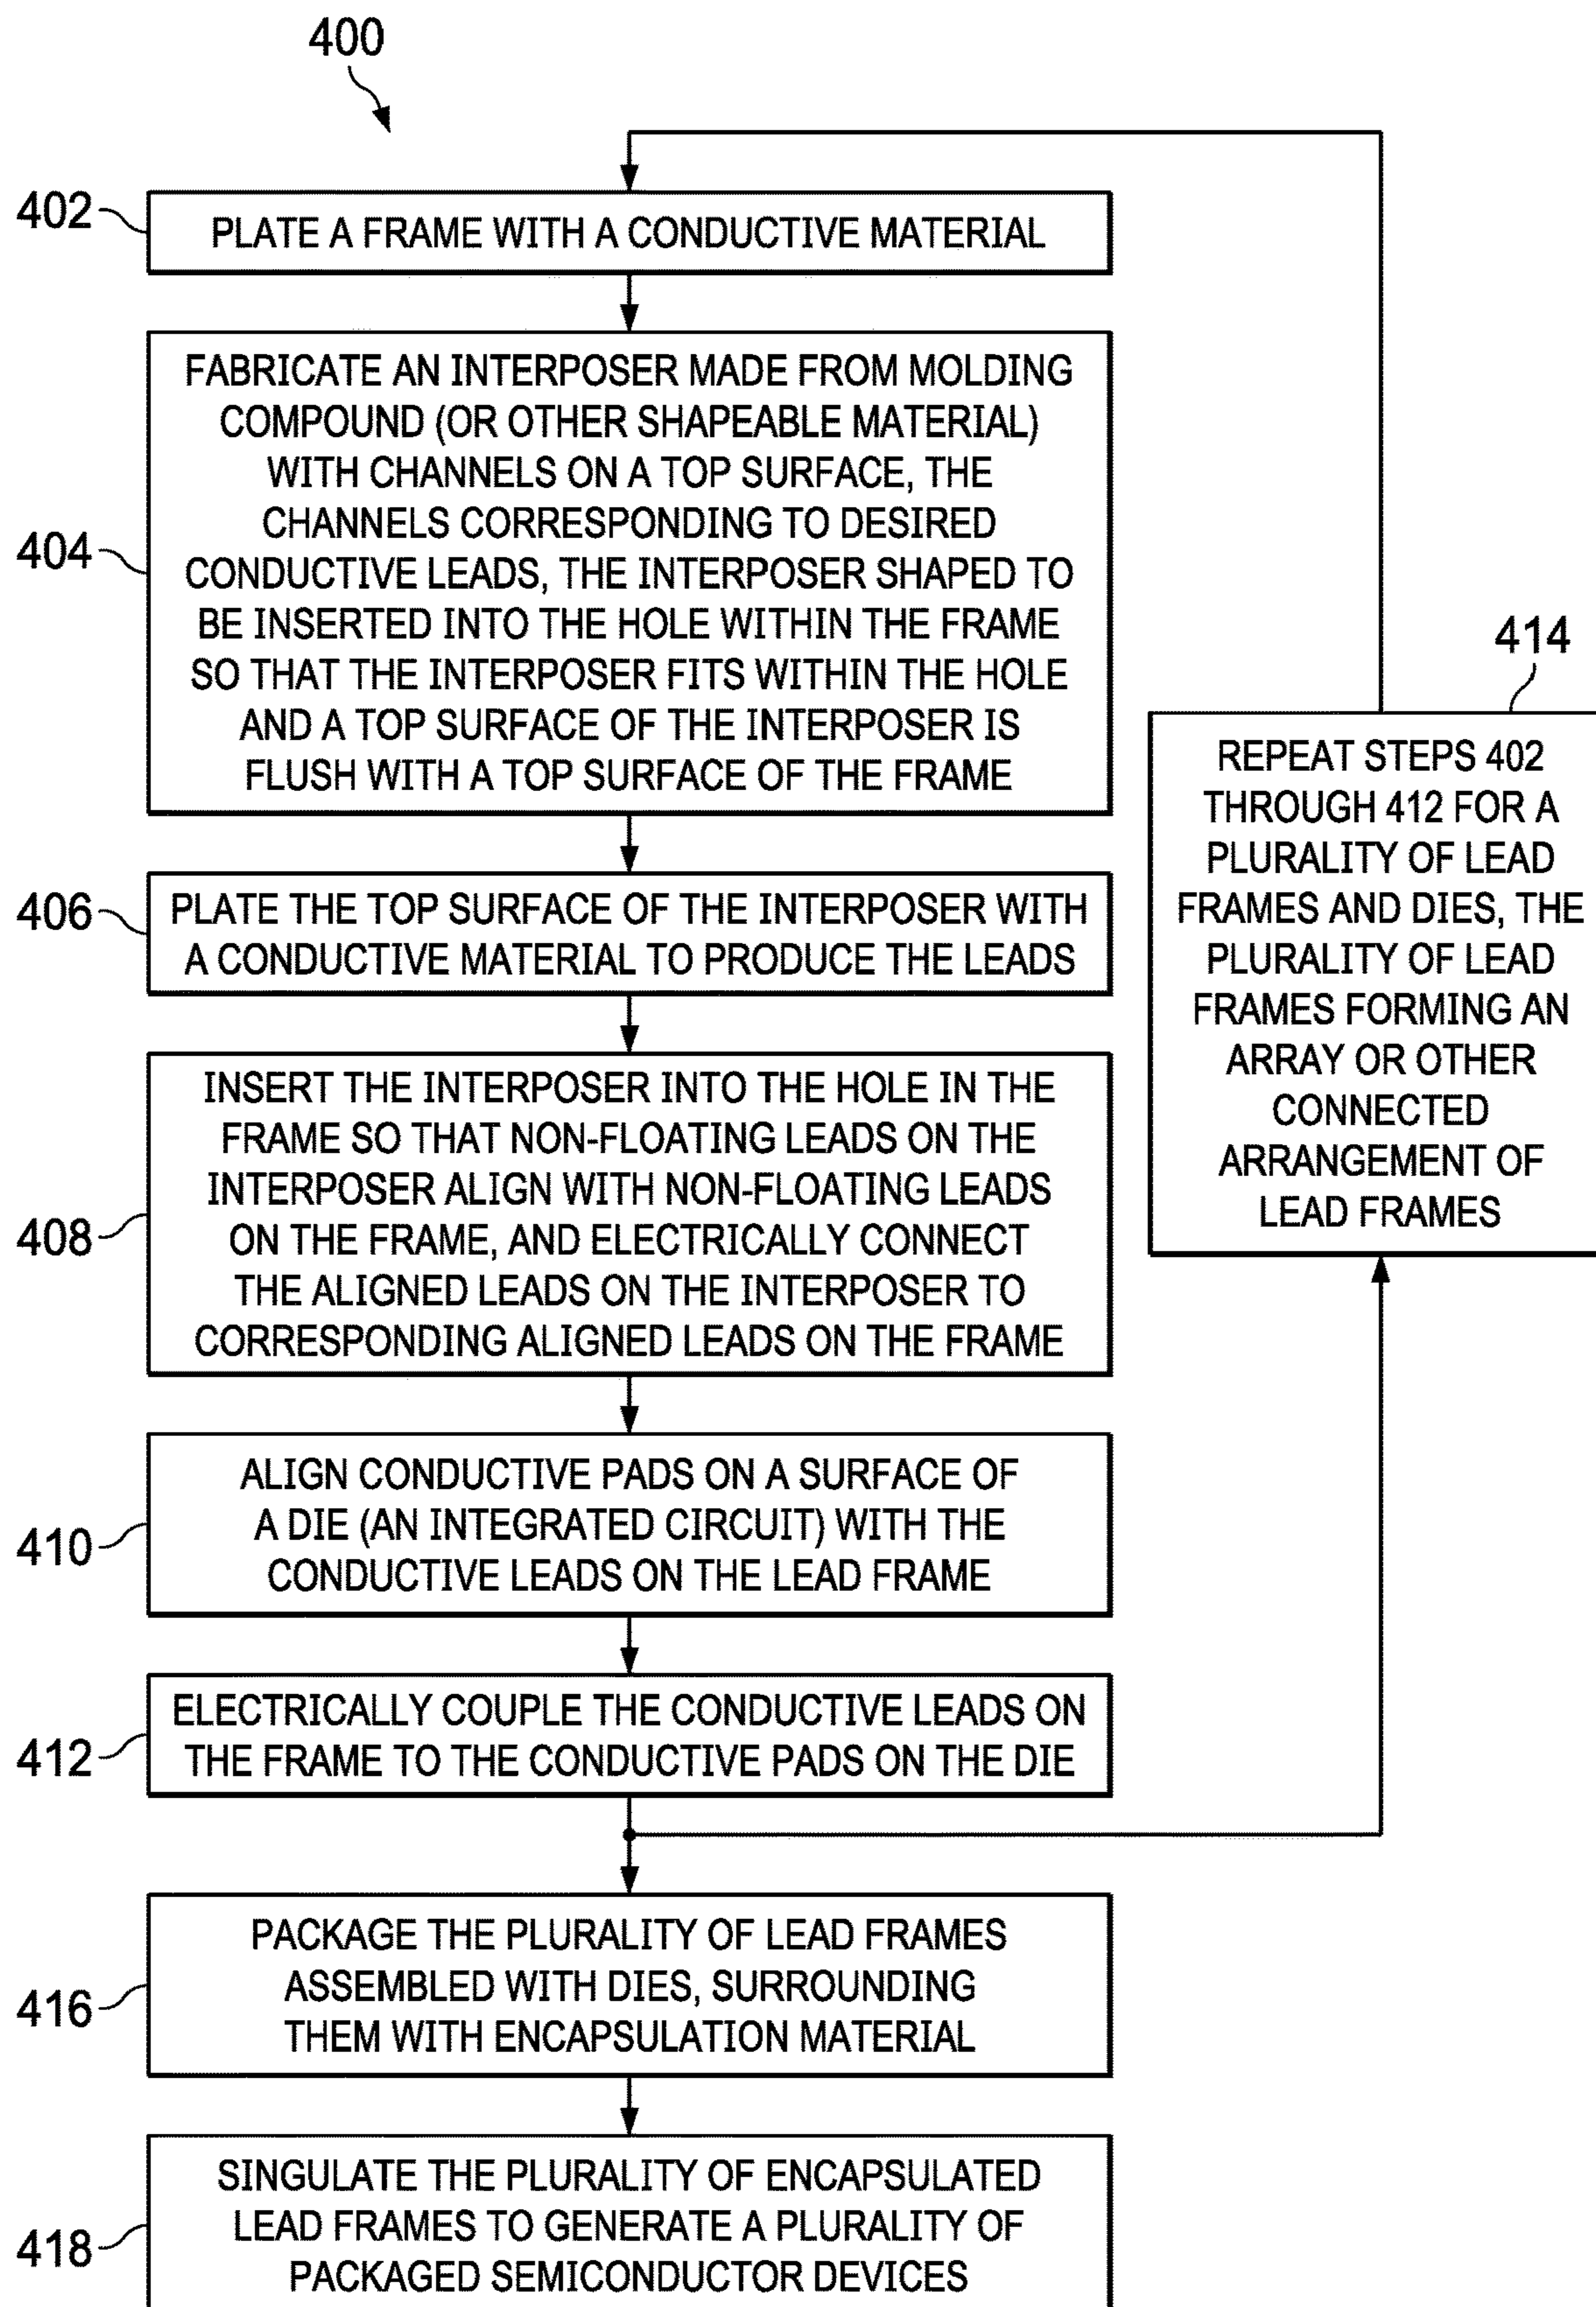 400
402
PLATE A FRAME WITH A CONDUCTIVE MATERIAL
404
FABRICATE AN INTERPOSER MADE FROM MOLDING
COMPOUND (OR OTHER SHAPEABLE MATERIAL)
WITH CHANNELS ON A TOP SURFACE, THE
CHANNELS CORRESPONDING TO DESIRED
CONDUCTIVE LEADS, THE INTERPOSER SHAPED TO
BE INSERTED INTO THE HOLE WITHIN THE FRAME
SO THAT THE INTERPOSER FITS WITHIN THE HOLE
AND A TOP SURFACE OF THE INTERPOSER IS
FLUSH WITH A TOP SURFACE OF THE FRAME
406
PLATE THE TOP SURFACE OF THE INTERPOSER WITH
A CONDUCTIVE MATERIAL TO PRODUCE THE LEADS
408
INSERT THE INTERPOSER INTO THE HOLE IN THE
FRAME SO THAT NON-FLOATING LEADS ON THE
INTERPOSER ALIGN WITH NON-FLOATING LEADS
ON THE FRAME, AND ELECTRICALLY CONNECT
THE ALIGNED LEADS ON THE INTERPOSER TO
CORRESPONDING ALIGNED LEADS ON THE FRAME
410
ALIGN CONDUCTIVE PADS ON A SURFACE OF
A DIE (AN INTEGRATED CIRCUIT) WITH THE
CONDUCTIVE LEADS ON THE LEAD FRAME
412
ELECTRICALLY COUPLE THE CONDUCTIVE LEADS ON
THE FRAME TO THE CONDUCTIVE PADS ON THE DIE
414
REPEAT STEPS 402
THROUGH 412 FOR A
PLURALITY OF LEAD
FRAMES AND DIES, THE
PLURALITY OF LEAD
FRAMES FORMING AN
ARRAY OR OTHER
CONNECTED
ARRANGEMENT OF
LEAD FRAMES
416
PACKAGE THE PLURALITY OF LEAD FRAMES
ASSEMBLED WITH DIES, SURROUNDING
THEM WITH ENCAPSULATION MATERIAL
418
SINGULATE THE PLURALITY OF ENCAPSULATED
LEAD FRAMES TO GENERATE A PLURALITY OF
PACKAGED SEMICONDUCTOR DEVICES